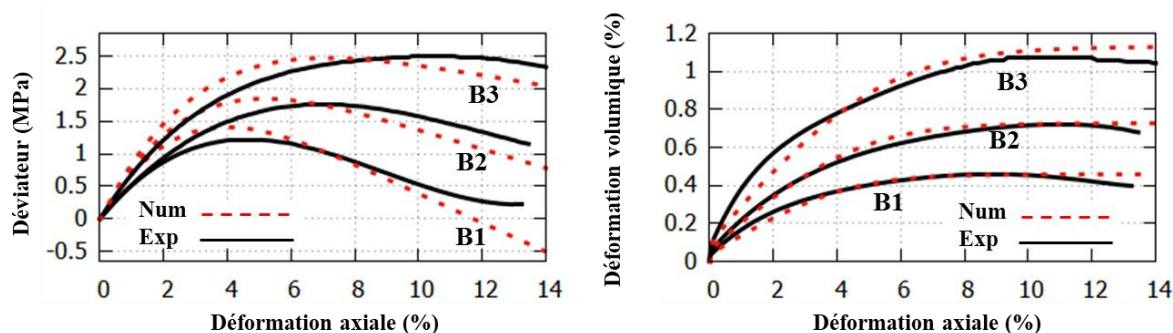 Déviateur (MPa)
2.5
2
1.5
1
0.5
0
-0.5
B3
B2
B1
Num
Exp
0 2 4 6 8 10 12 14
Déformation axiale (%)
Déformation volumique (%)
1.2
1
0.8
0.6
0.4
0.2
0
B3
B2
B1
Num
Exp
0 2 4 6 8 10 12 14
Déformation axiale (%)